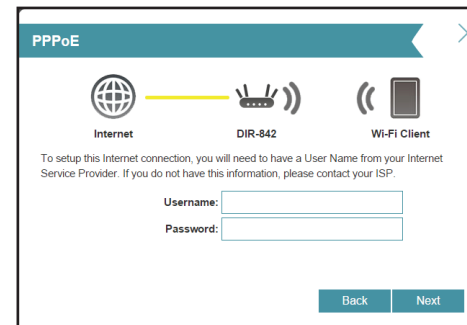 PPPoE
Internet
DIR-842
Wi-Fi Client
To setup this Internet connection, you will need to have a User Name from your Internet
Service Provider. If you do not have this information, please contact your ISP.
Username:
Password:
Back
Next